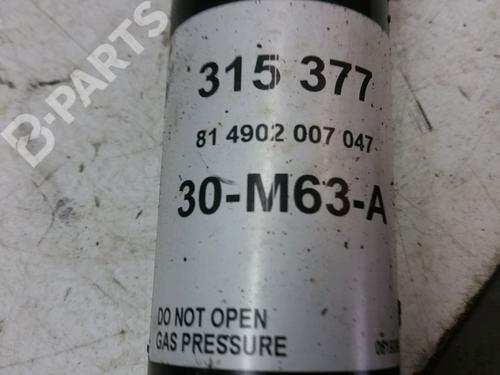 B-PARTS
315 377
81 4902 007 047
30-M63-A
DO NOT OPEN
GAS PRESSURE